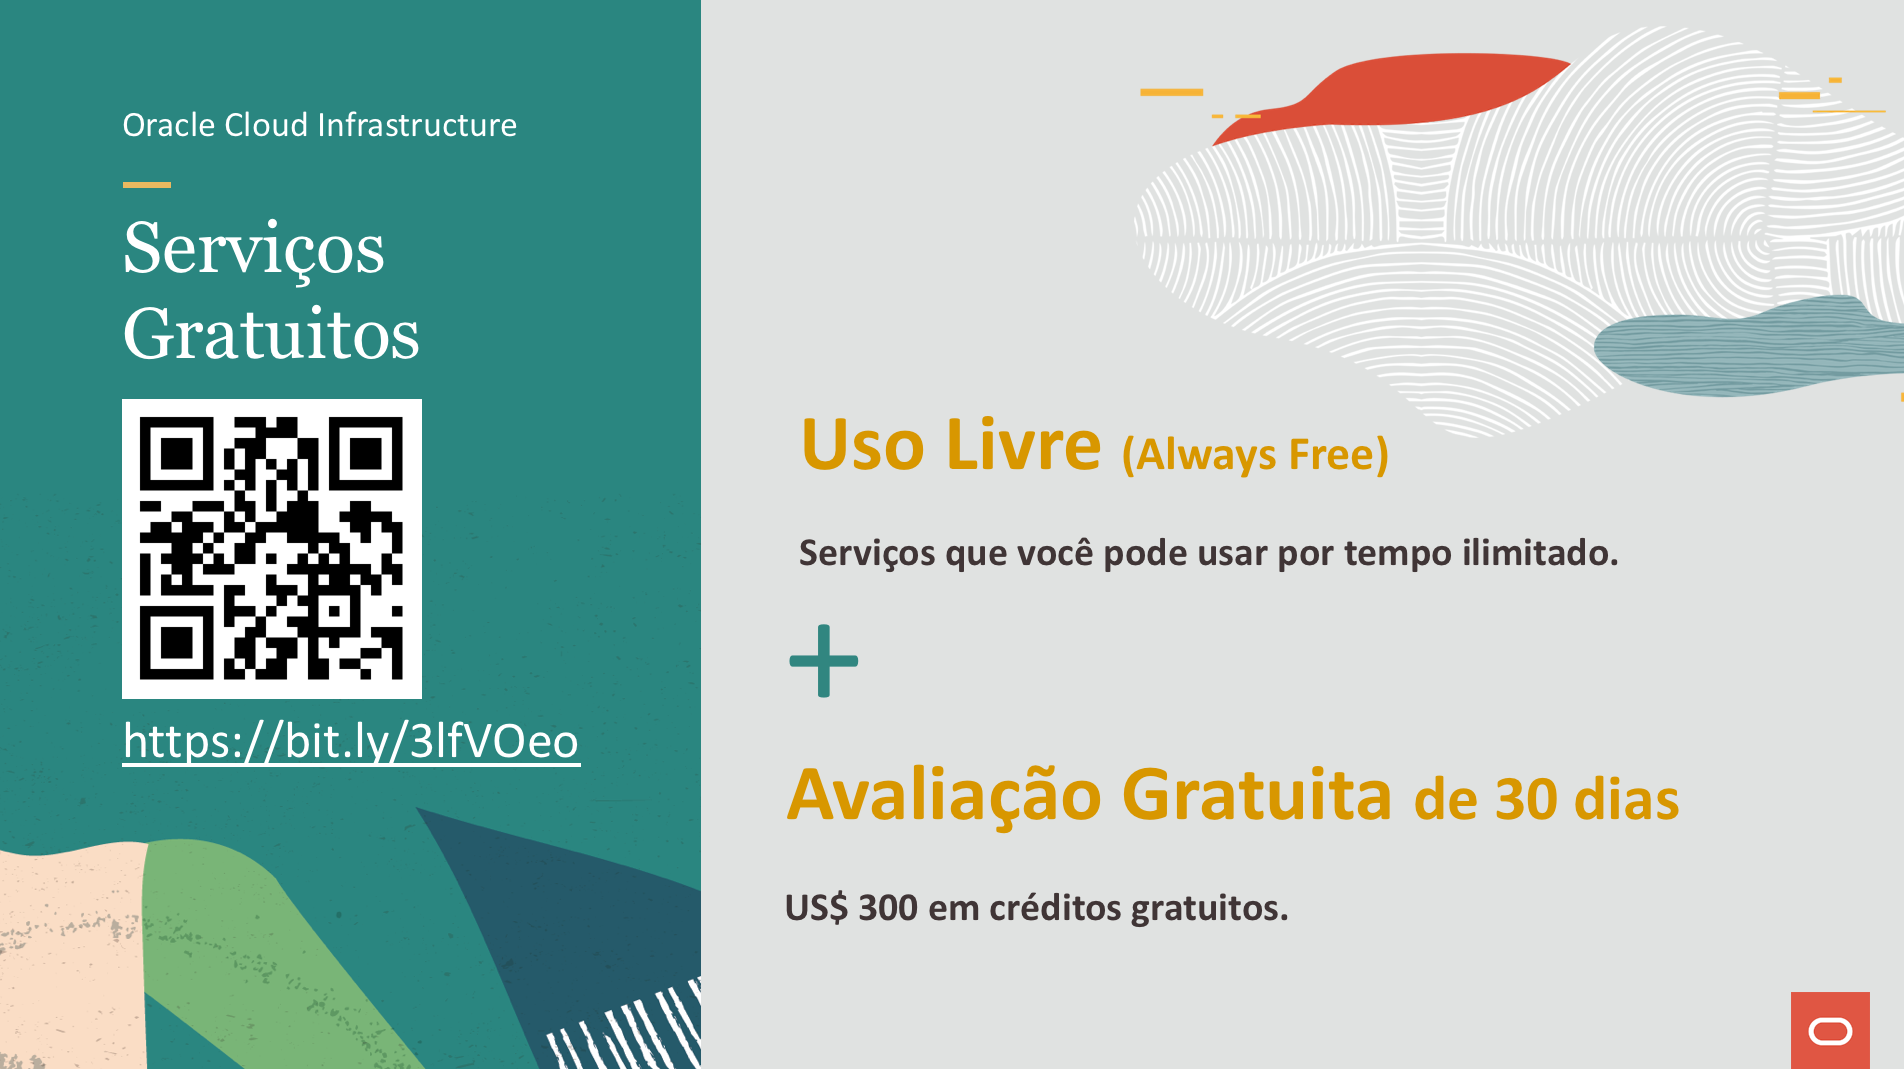 Oracle Cloud Infrastructure
Serviços
Gratuitos
https://bit.ly/3lfVOeo
Uso Livre (Always Free)
Serviços que você pode usar por tempo ilimitado.
+
Avaliação Gratuita de 30 dias
US$ 300 em créditos gratuitos.